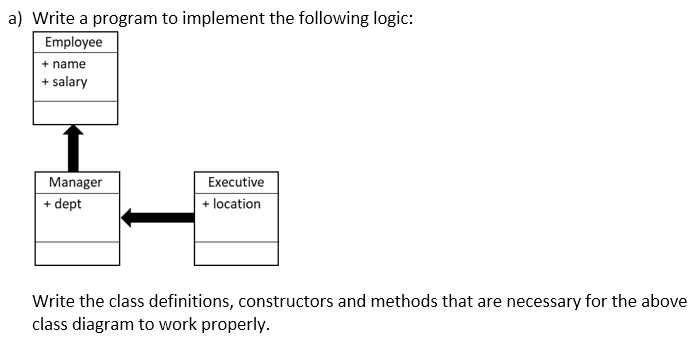 a) Write a program to implement the following logic:
Employee
+ name
+ salary
Manager
+ dept
Executive
+ location
Write the class definitions, constructors and methods that are necessary for the above
class diagram to work properly.